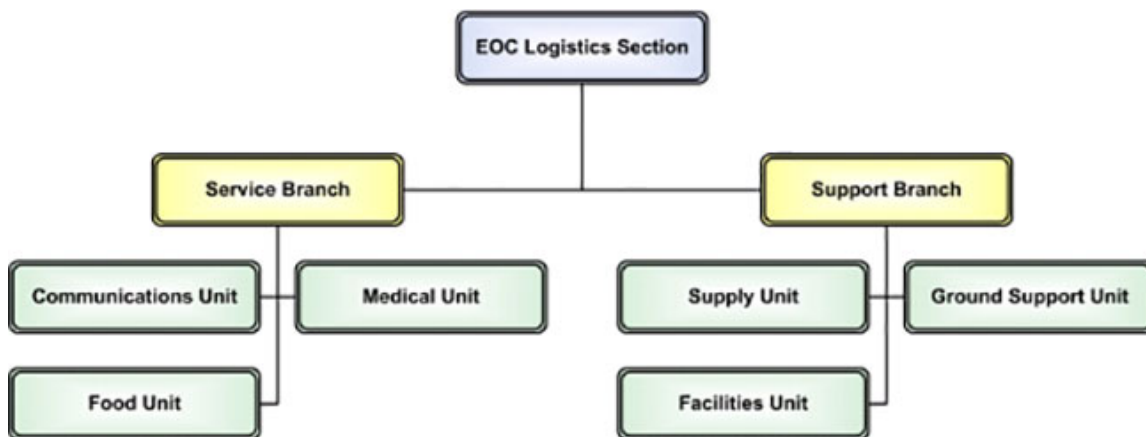 EOC Logistics Section
Service Branch
Support Branch
Communications Unit
Medical Unit
Supply Unit
Ground Support Unit
Food Unit
Facilities Unit